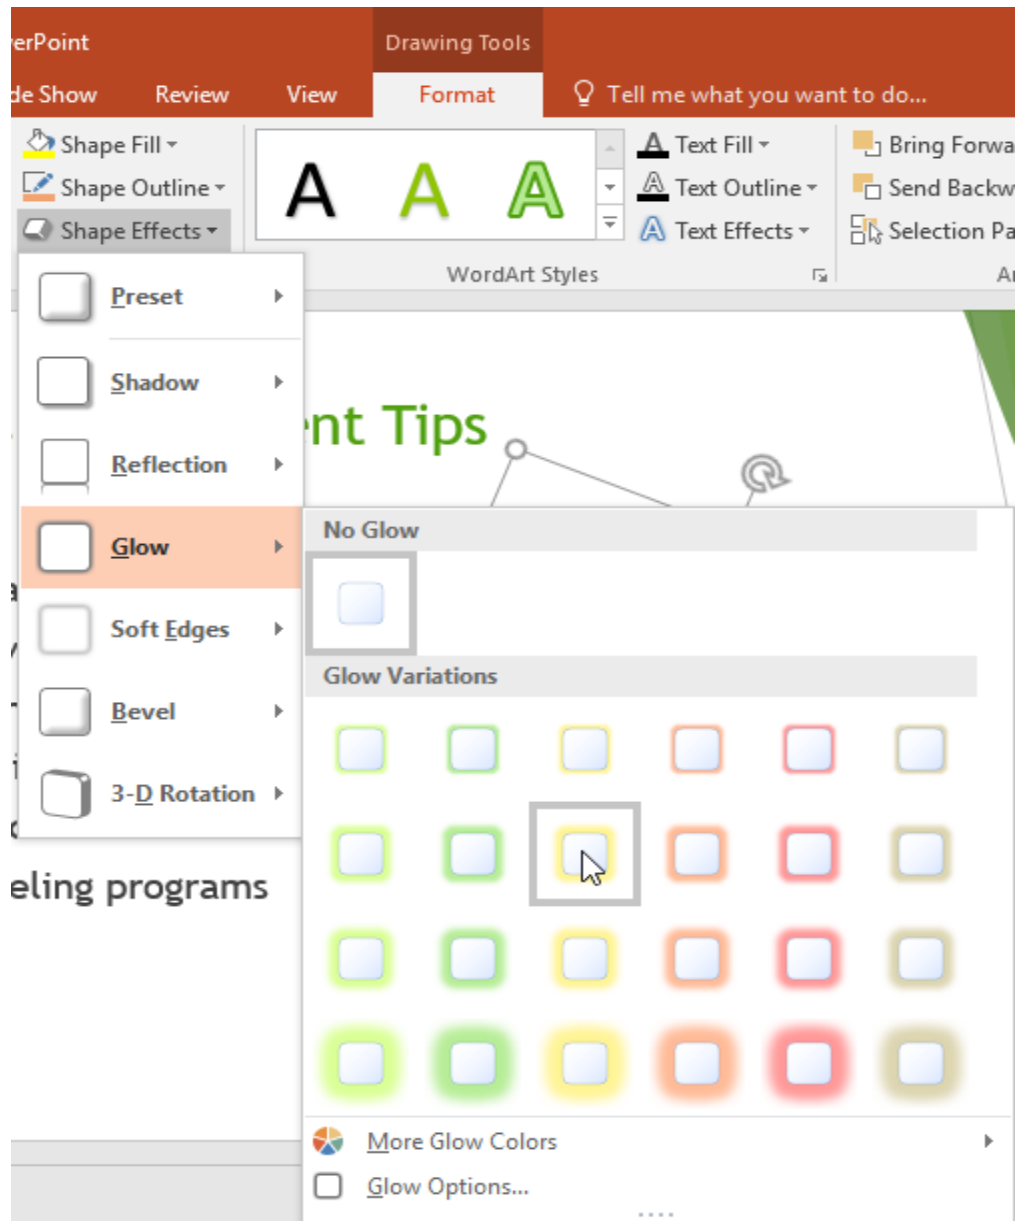 erPoint
Drawing Tools
de Show Review View Format Tell me what you want to do...
Shape Fill
Shape Outline
Shape Effects
A A A
Text Fill
Text Outline
Text Effects
Bring Forwa
Send Backw
Selection Pa
WordArt Styles
Ar
Preset
Shadow
Reflection
Glow
Soft Edges
Bevel
3-D Rotation
nt Tips
No Glow
Glow Variations
More Glow Colors
Glow Options...
eling programs